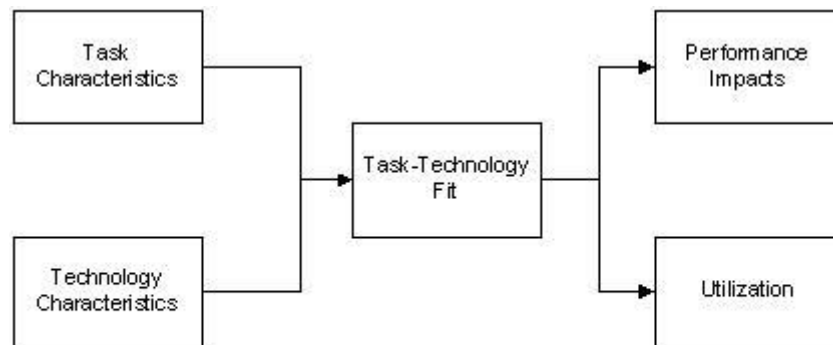 Task
Characteristics
Performance
Impacts
Task-Technology
Fit
Technology
Characteristics
Utilization